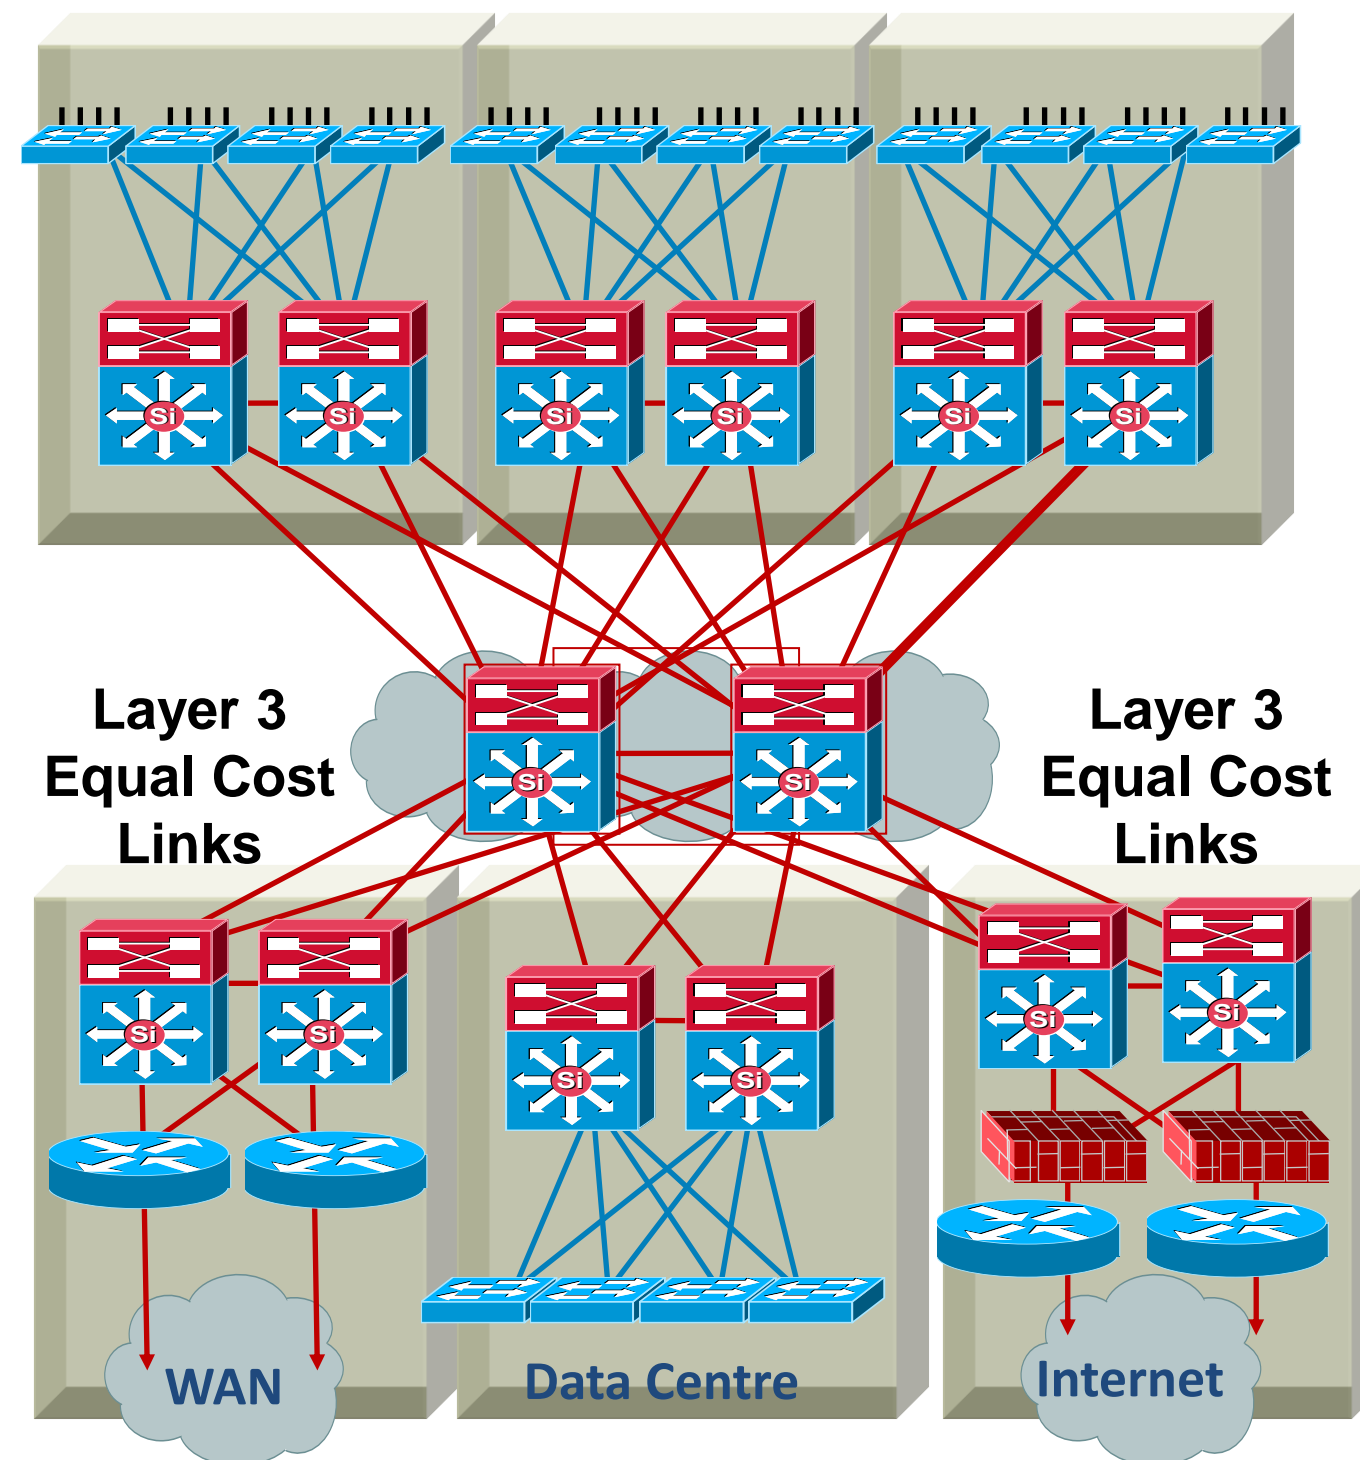 Si
Si
Si
Si
Si
Si
Layer 3
Equal Cost
Links
Si
Si
Layer 3
Equal Cost
Links
Si
Si
Si
Si
Si
Si
WAN
Data Centre
Internet